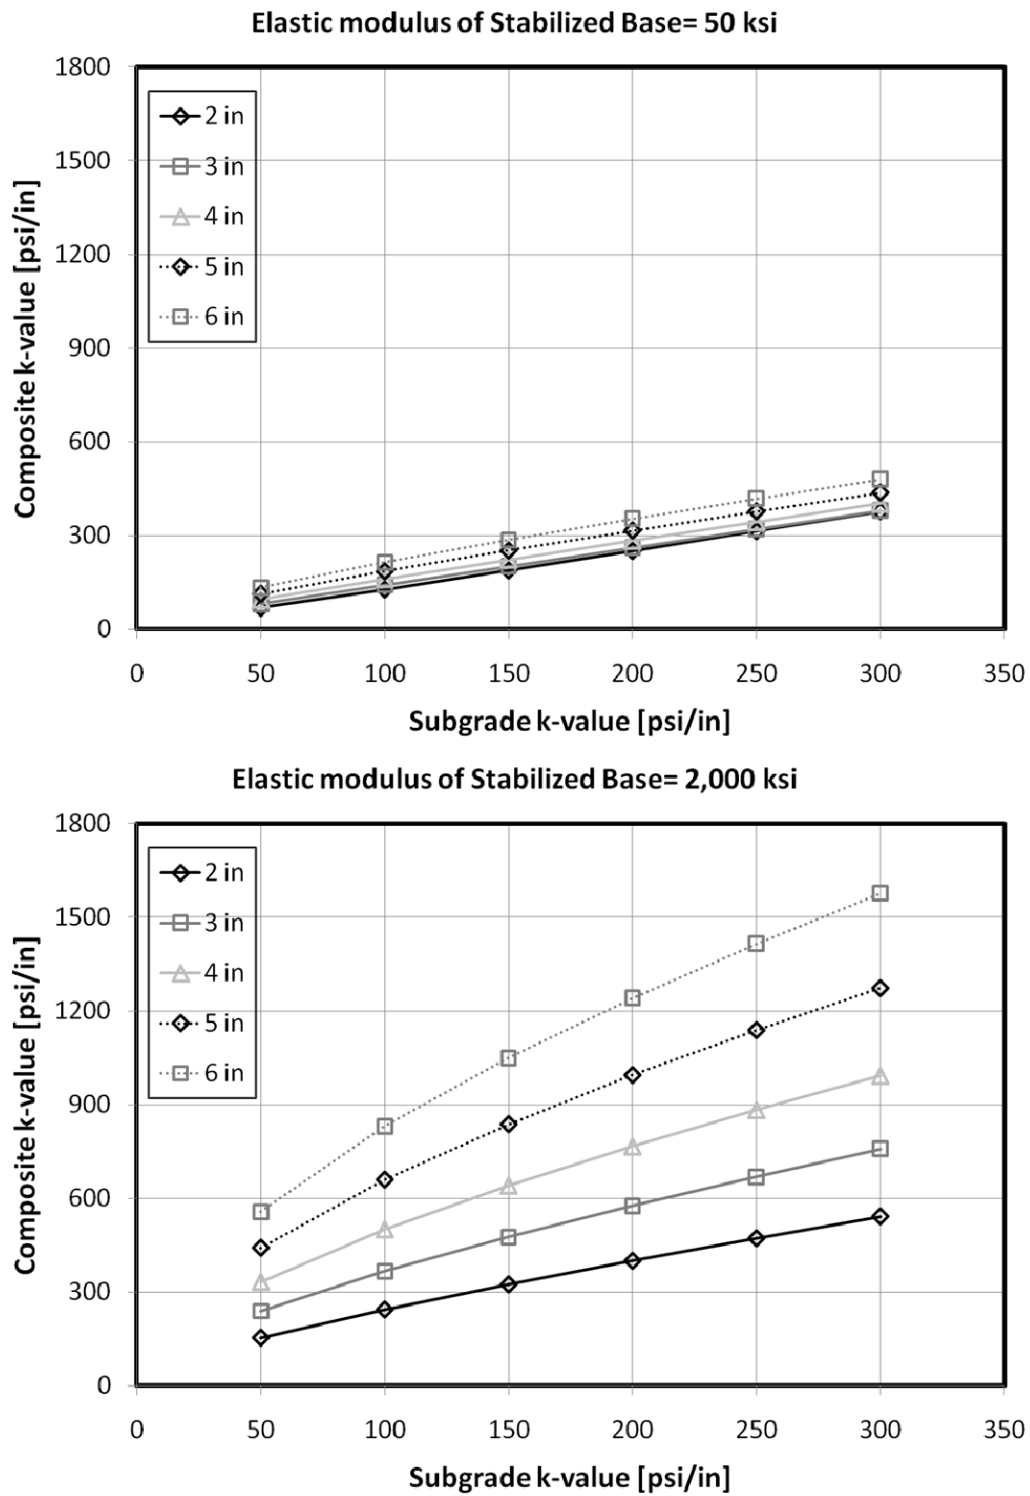 Elastic modulus of Stabilized Base= 50 ksi
1800
1500
1200
900
600
300
0
Composite k-value [psi/in]
2 in
3 in
4 in
5 in
6 in
0 50 100 150 200 250 300 350
Subgrade k-value [psi/in]
Elastic modulus of Stabilized Base= 2,000 ksi
1800
1500
1200
900
600
300
0
Composite k-value [psi/in]
2 in
3 in
4 in
5 in
6 in
0 50 100 150 200 250 300 350
Subgrade k-value [psi/in]